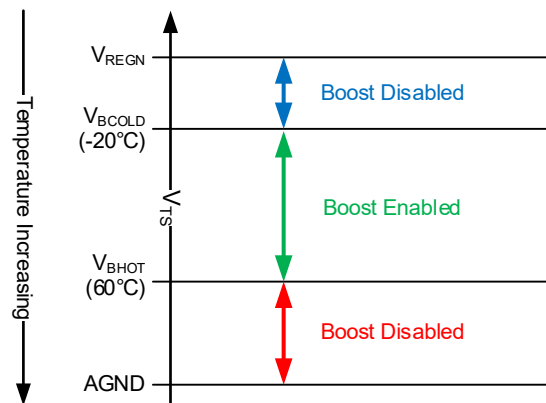 Temperature Increasing
VREGN
Boost Disabled
VBCOLD
(-20°C)
VTS
Boost Enabled
VBHOT
(60°C)
Boost Disabled
AGND